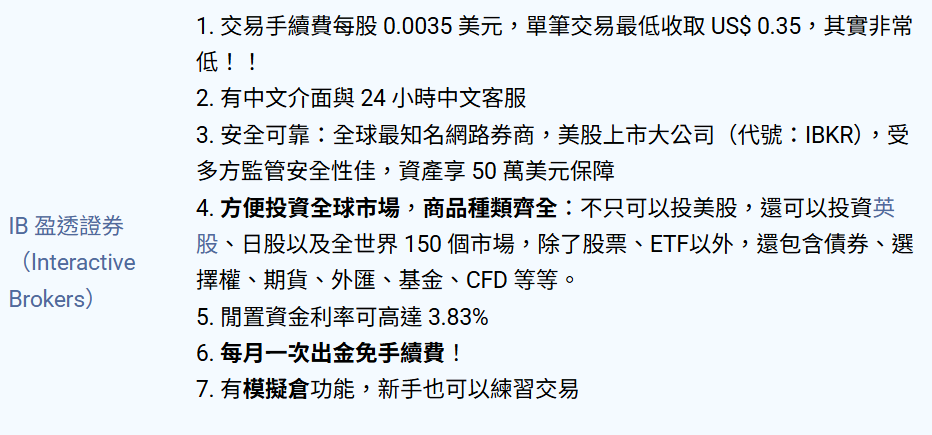 IB 盈透證券
（Interactive
Brokers）
1. 交易手續費每股 0.0035 美元，單筆交易最低收取 US$ 0.35，其實非常
低！！
2. 有中文介面與 24 小時中文客服
3. 安全可靠：全球最知名網路券商，美股上市大公司（代號：IBKR），受
多方監管安全性佳，資產享 50 萬美元保障
4. 方便投資全球市場，商品種類齊全：不只可以投美股，還可以投資英
股、日股以及全世界 150 個市場，除了股票、ETF以外，還包含債券、選
擇權、期貨、外匯、基金、CFD 等等。
5. 閒置資金利率可高達 3.83%
6. 每月一次出金免手續費！
7. 有模擬倉功能，新手也可以練習交易